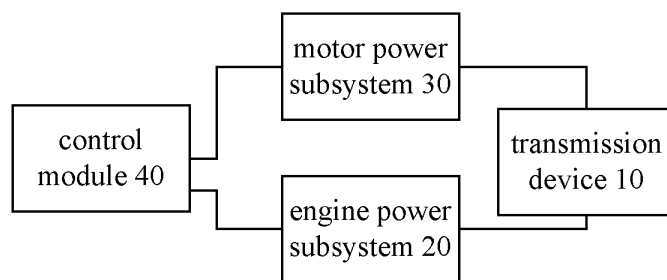 motor power
subsystem 30
control
module 40
transmission
device 10
engine power
subsystem 20